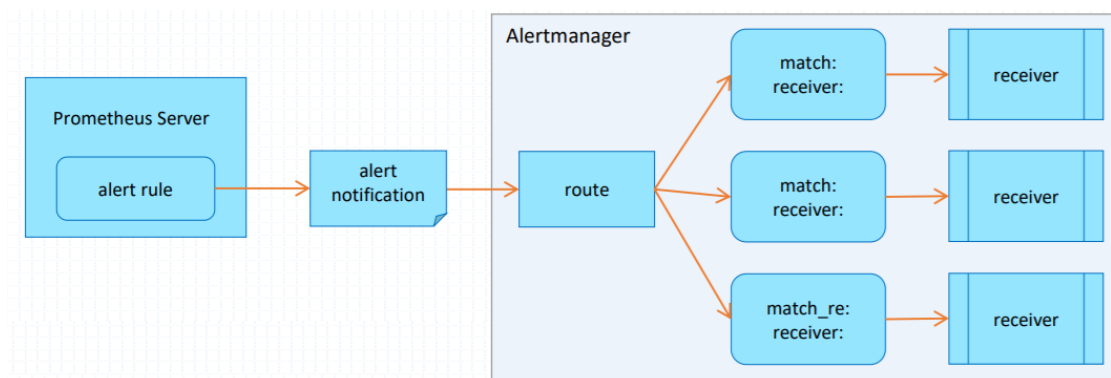 Alertmanager
Prometheus Server
alert rule
alert
notification
route
match:
receiver:
receiver
match:
receiver:
receiver
match_re:
receiver:
receiver